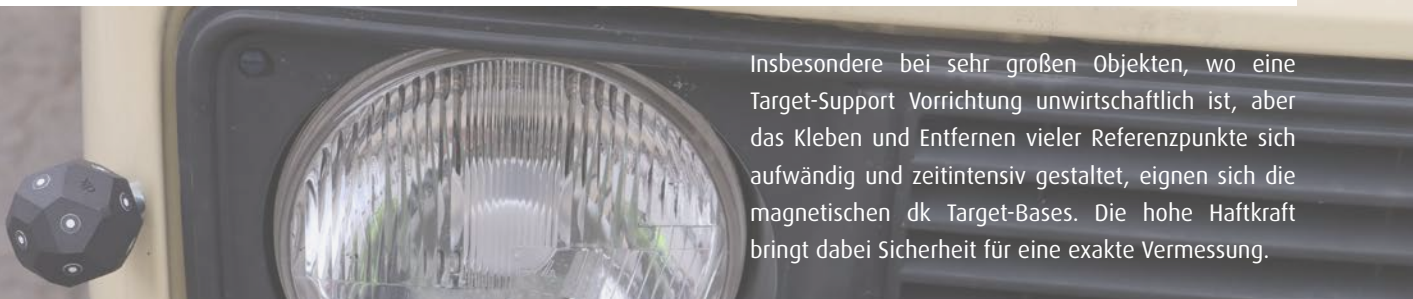 Insbesondere bei sehr großen Objekten, wo eine
Target-Support Vorrichtung unwirtschaftlich ist, aber
das Kleben und Entfernen vieler Referenzpunkte sich
aufwändig und zeitintensiv gestaltet, eignen sich die
magnetischen dk Target-Bases. Die hohe Haftkraft
bringt dabei Sicherheit für eine exakte Vermessung.